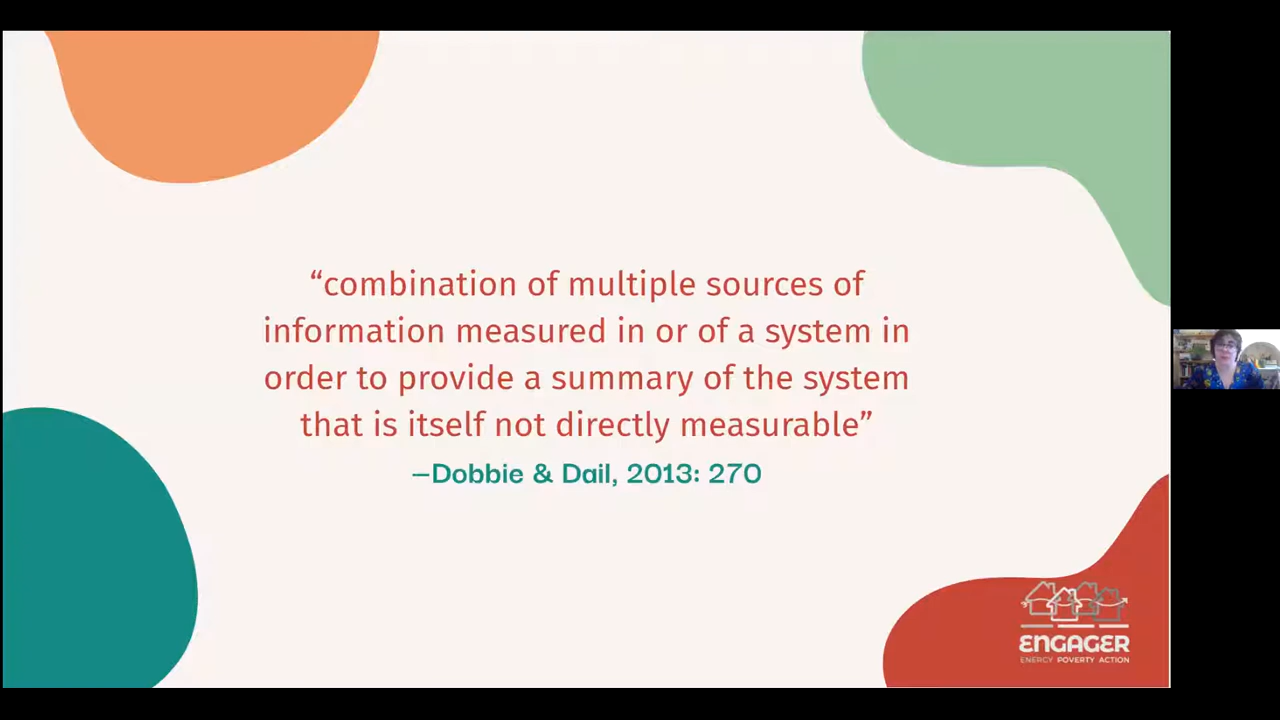 “combination of multiple sources of
information measured in or of a system in
order to provide a summary of the system
that is itself not directly measurable”
—Dobbie & Dail, 2013: 270
ENGAGER
ENERGY POVERTY ACTION